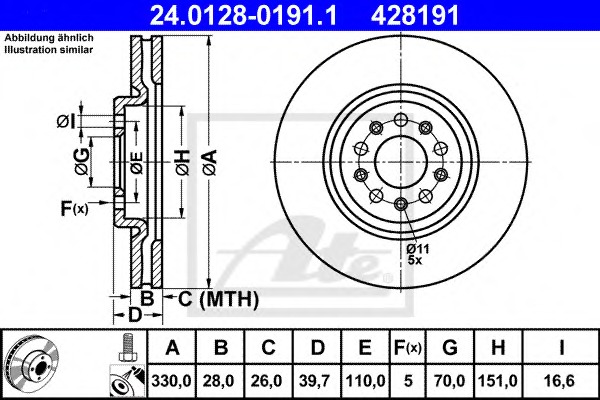 24.0128-0191.1 428191
Abbildung ähnlich
Illustration similar
ØI
ØG
ØE
ØH
ØA
F(x)
Ø11
5x
B
C (MTH)
D
Ate
®
A B C D E F(x) G H I
330,0 28,0 26,0 39,7 110,0 5 70,0 151,0 16,6